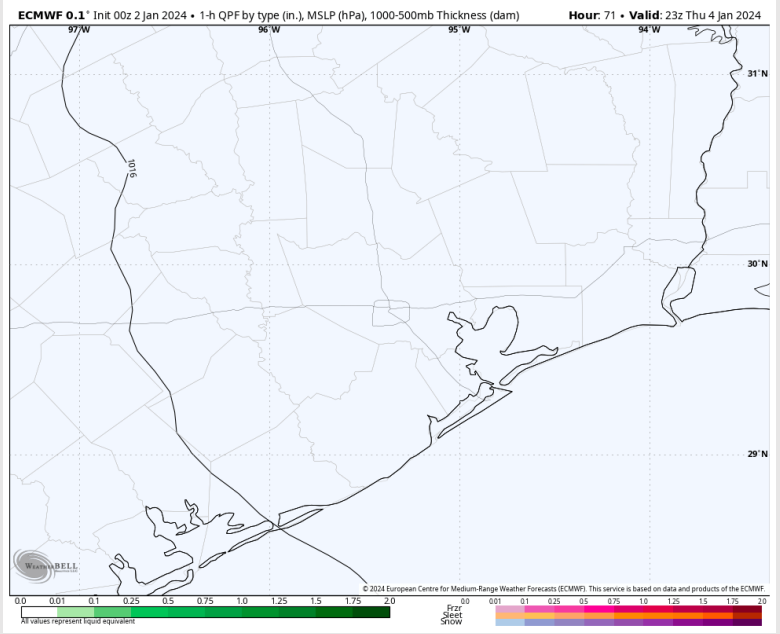 ECMWF 0.1° Init 00z 2 Jan 2024 • 1-h QPF by type (in.), MSLP (hPa), 1000-500mb Thickness (dam) Hour: 71 • Valid: 23z Thu 4 Jan 2024
97°W 96°W 95°W 94°W
31°N
1016
30°N
29°N
WEATHERBELL
© 2024 European Centre for Medium-Range Weather Forecasts (ECMWF). This service is based on data and products of the ECMWF.
0.0 0.01 0.1 0.25 0.5 0.75 1.0 1.25 1.5 1.75 2.0 0.0 0.01 0.1 0.25 0.5 0.75 1.0 1.25 1.5 1.75 2.0
Frzr
Sleet
Snow
All values represent liquid equivalent